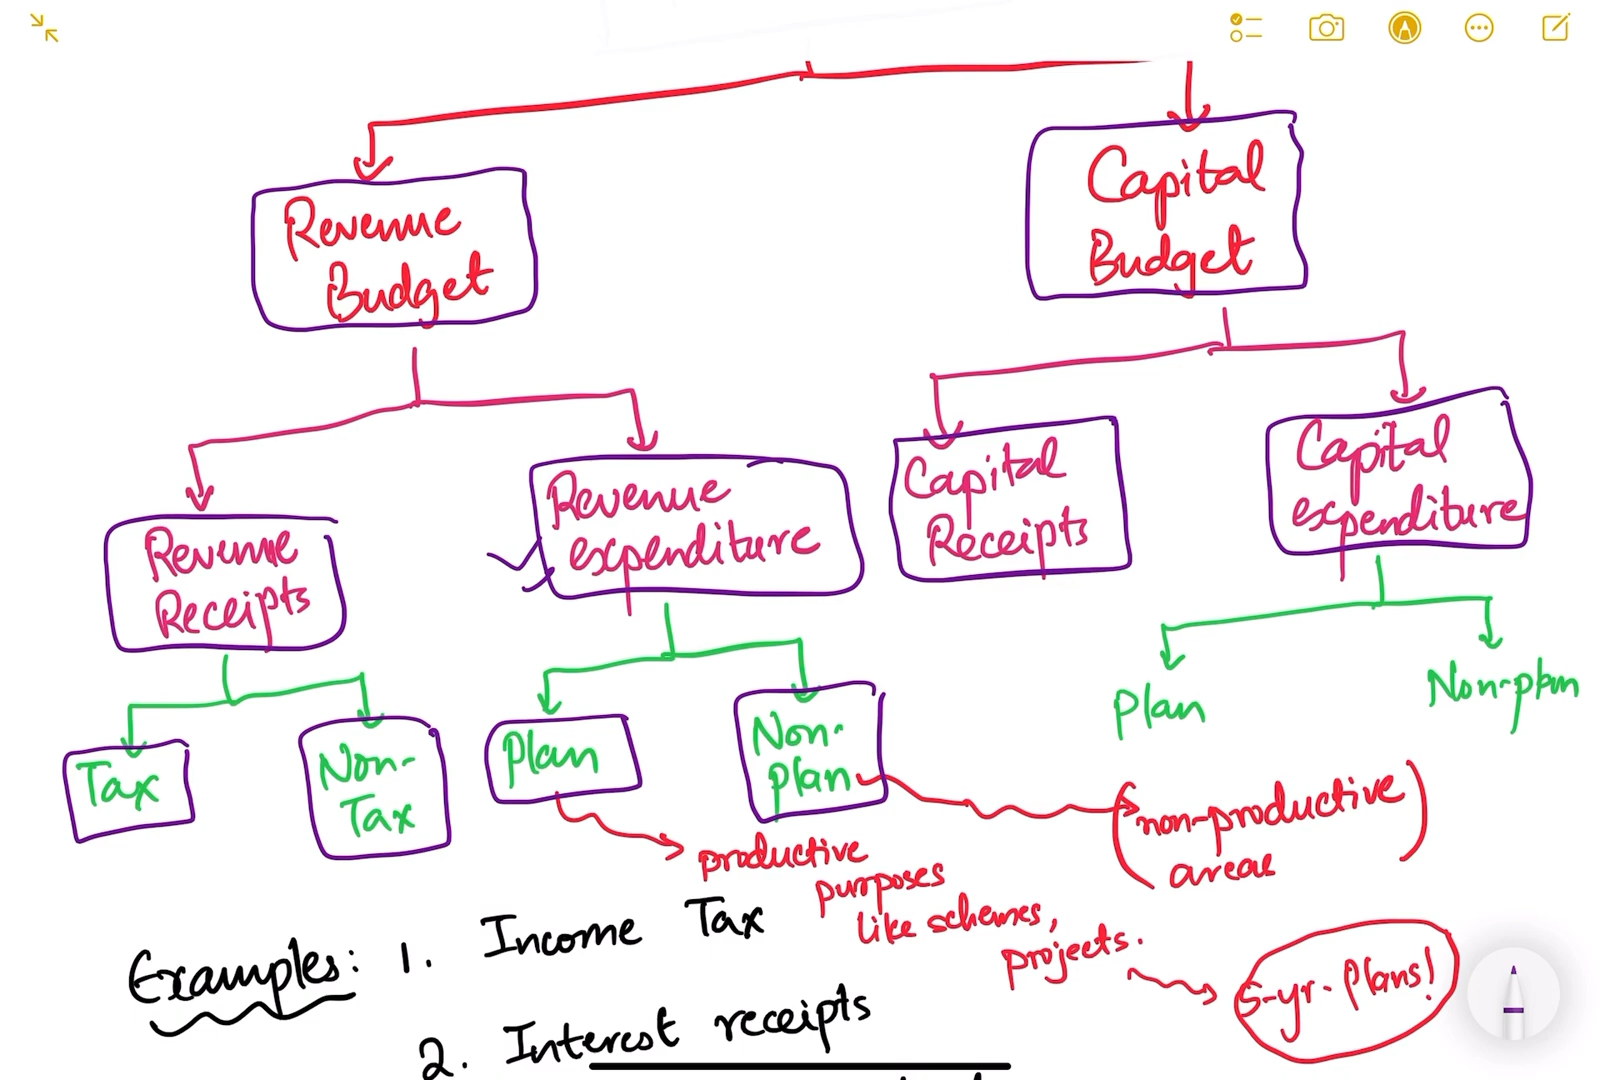 Capital
Budget
Revenue
Budget
Revenue
Receipts
Revenue
expenditure
Capital
Receipts
Capital
expenditure
Tax
Non-
Tax
Plan
Non-
plan
Plan
Non-plan
productive
purposes
like schemes,
projects.
(non-productive
areas)
5-yr. Plans!
Examples: 1. Income Tax
2. Interest receipts